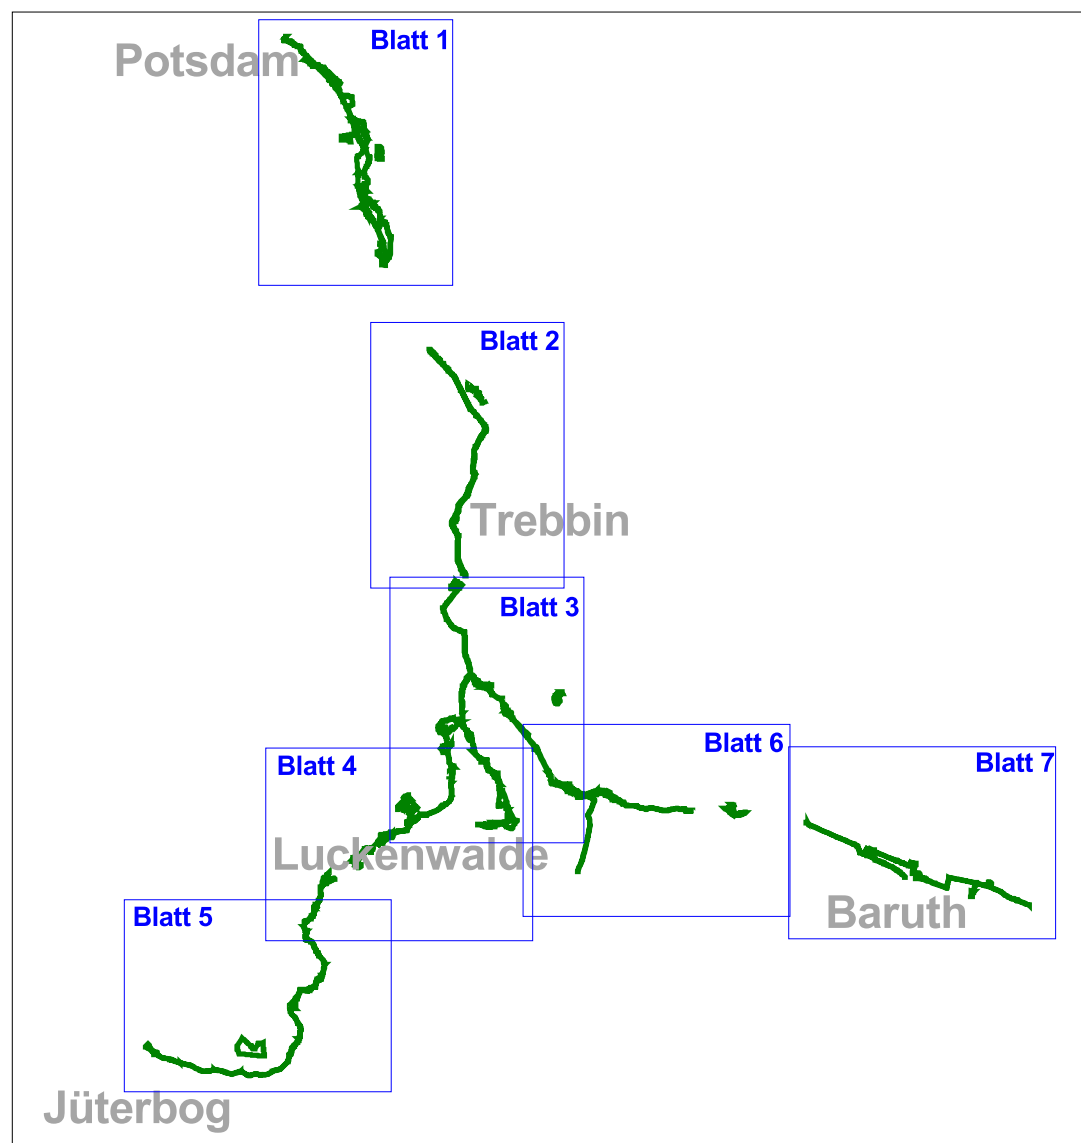 Blatt 1
Potsdam
Blatt 2
Trebbin
Blatt 3
Blatt 6
Blatt 7
Blatt 4
Luckenwalde
Baruth
Blatt 5
Jüterbog